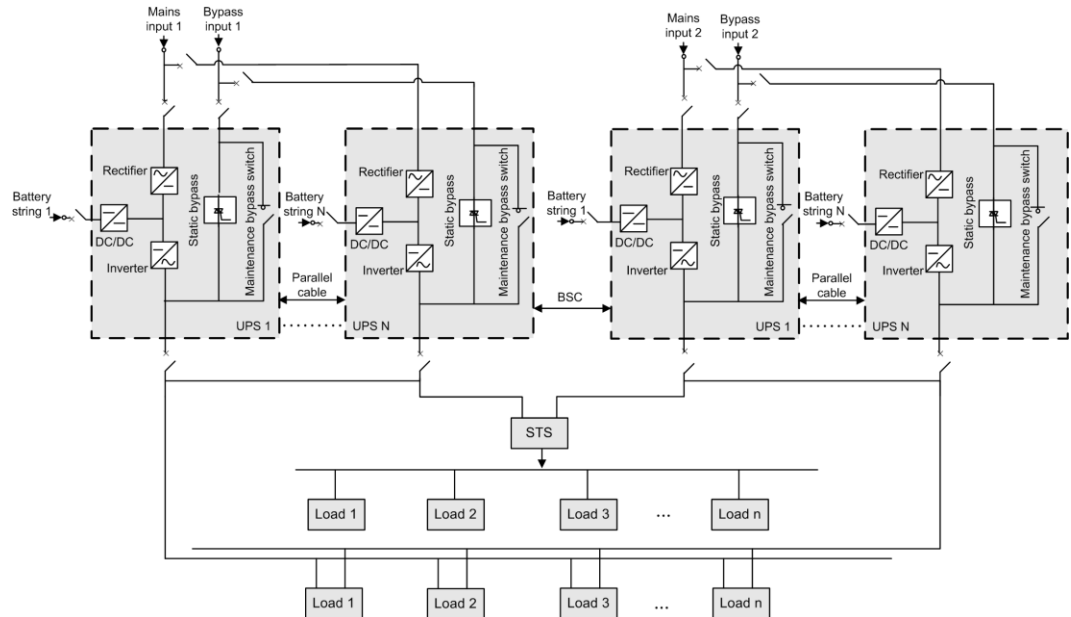 Mains
input 1
Bypass
input 1
Mains
input 2
Bypass
input 2
Rectifier
Static bypass
Maintenance bypass switch
Battery
string 1
DC/DC
Inverter
UPS 1
Parallel
cable
Rectifier
Static bypass
Maintenance bypass switch
Battery
string N
DC/DC
Inverter
UPS N
BSC
Rectifier
Static bypass
Maintenance bypass switch
Battery
string 1
DC/DC
Inverter
UPS 1
Parallel
cable
Rectifier
Static bypass
Maintenance bypass switch
Battery
string N
DC/DC
Inverter
UPS N
STS
Load 1
Load 2
Load 3
...
Load n
Load 1
Load 2
Load 3
...
Load n